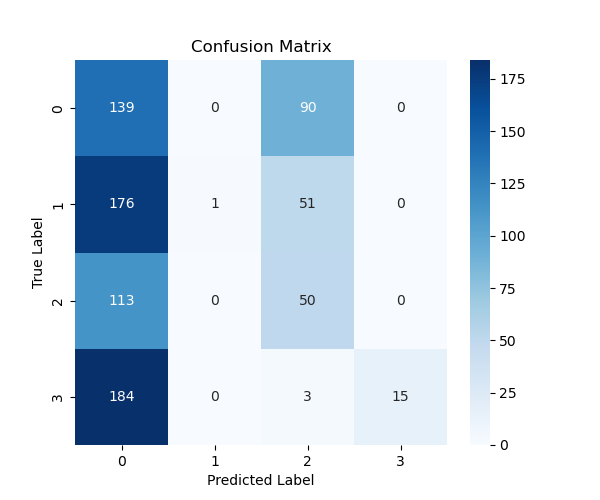 Confusion Matrix
0 139 0 90 0
1 176 1 51 0
2 113 0 50 0
3 184 0 3 15
0 1 2 3
True Label
Predicted Label
175
150
125
100
75
50
25
0